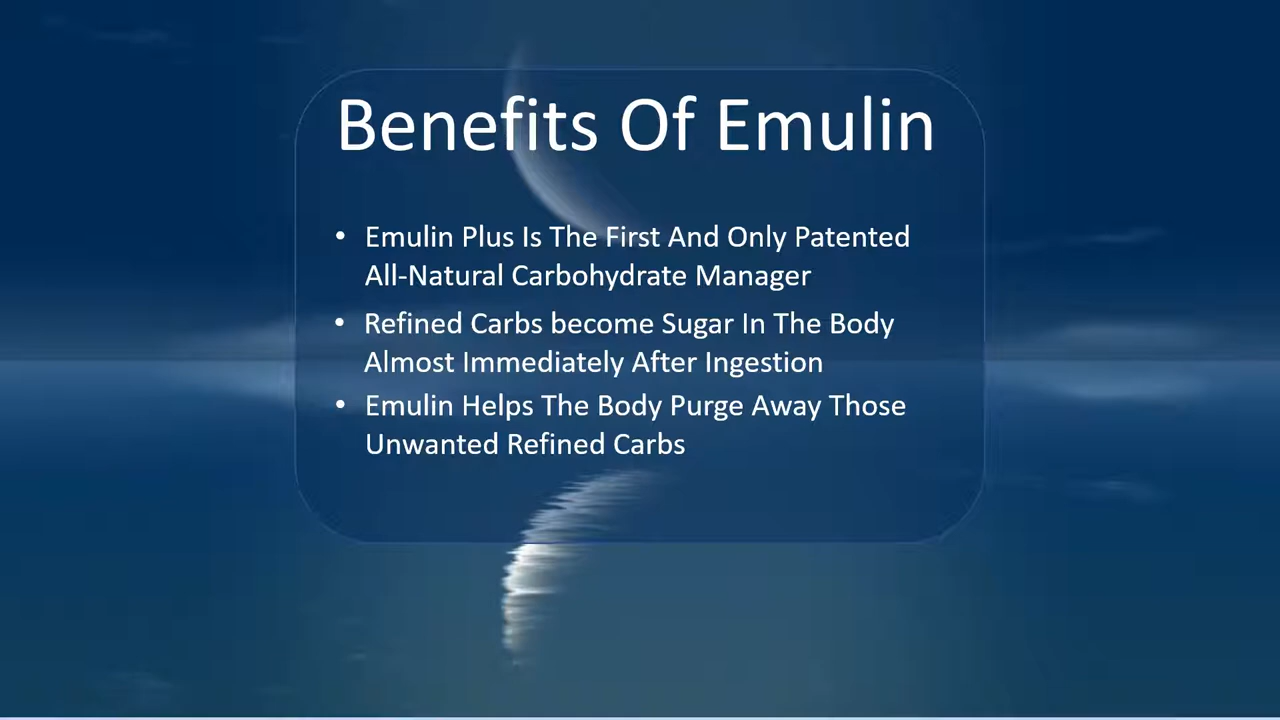 Benefits Of Emulin
• Emulin Plus Is The First And Only Patented
All-Natural Carbohydrate Manager
• Refined Carbs become Sugar In The Body
Almost Immediately After Ingestion
• Emulin Helps The Body Purge Away Those
Unwanted Refined Carbs